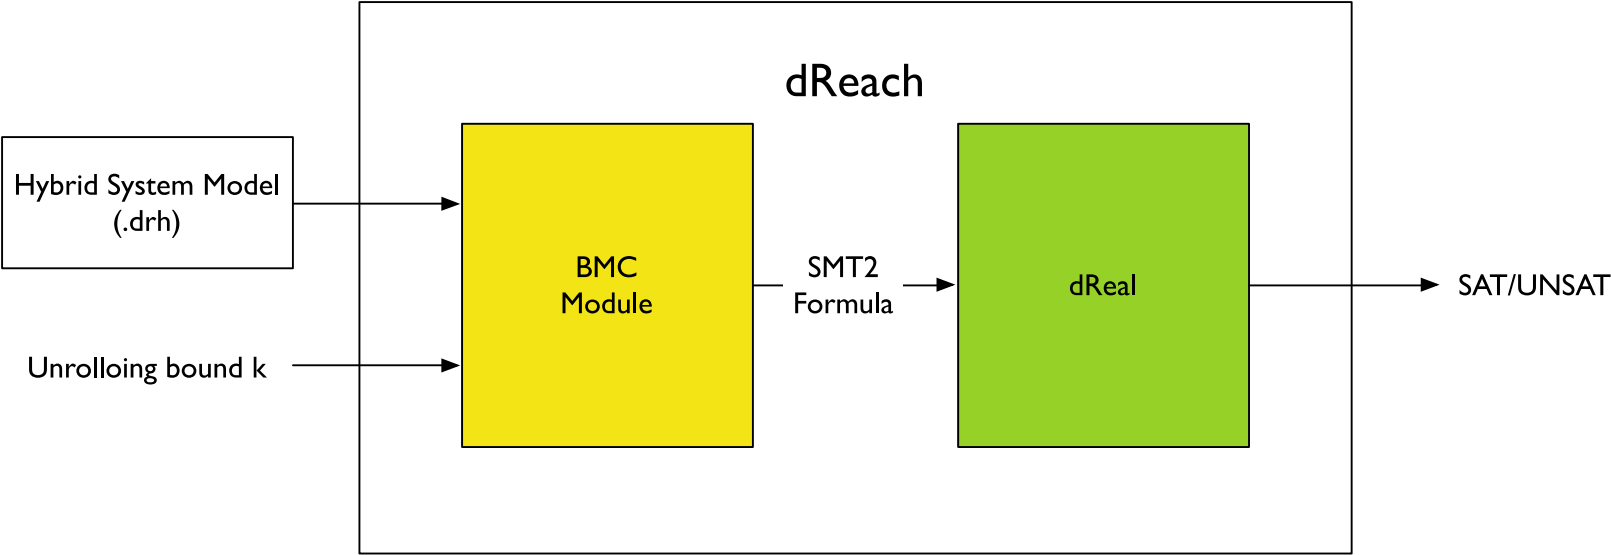 dReach
Hybrid System Model
(.drh)
Unrolloing bound k
BMC
Module
SMT2
Formula
dReal
SAT/UNSAT